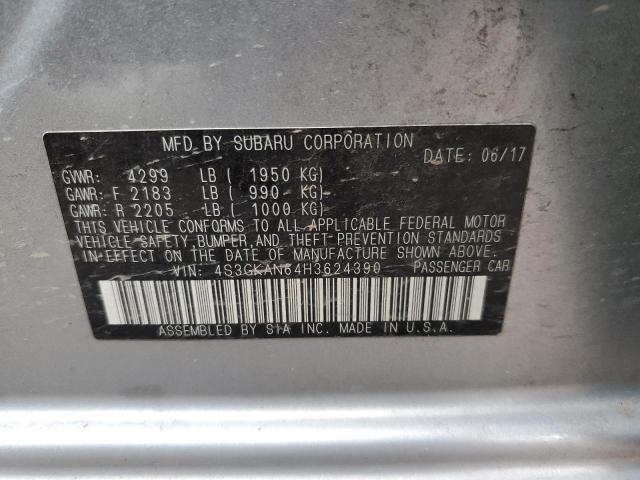 MFD BY SUBARU CORPORATION
DATE: 06/17
GVWR: 4299 LB ( 1950 KG)
GAWR: F 2183 LB ( 990 KG)
GAWR: R 2205 LB ( 1000 KG)
THIS VEHICLE CONFORMS TO ALL APPLICABLE FEDERAL MOTOR
VEHICLE SAFETY, BUMPER, AND THEFT PREVENTION STANDARDS
IN EFFECT ON THE DATE OF MANUFACTURE SHOWN ABOVE.
VIN: 4S3GKAN64H3624390 PASSENGER CAR
ASSEMBLED BY SIA INC. MADE IN U.S.A.